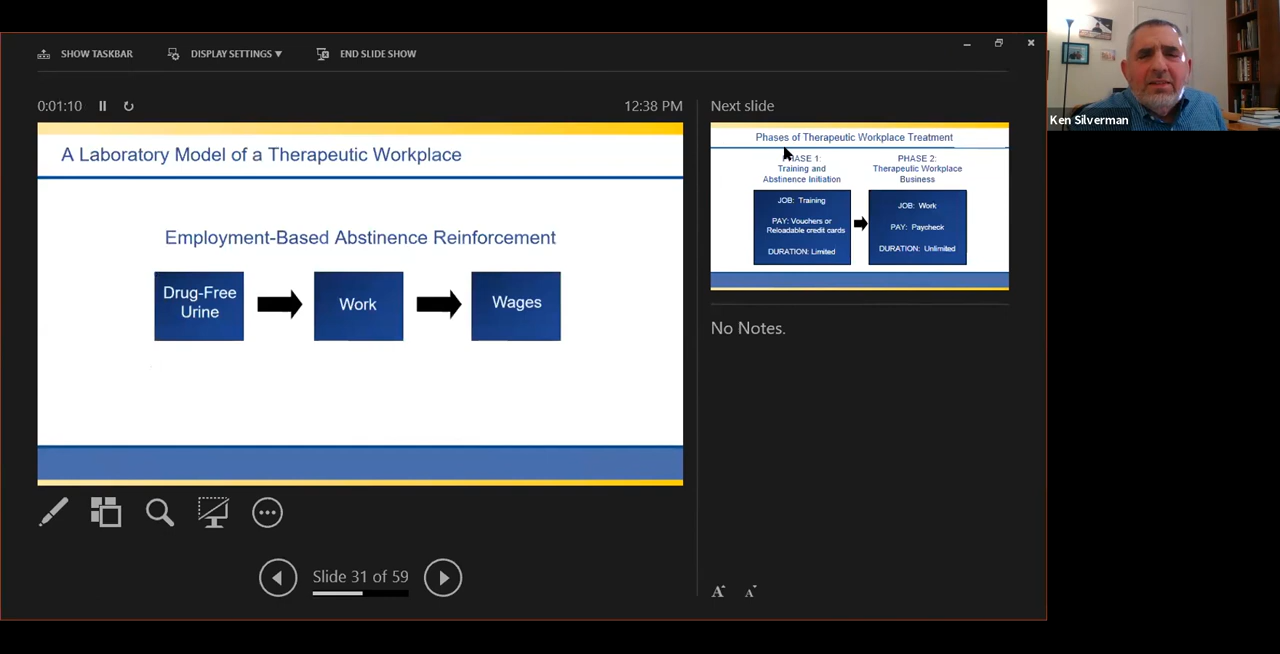 SHOW TASKBAR
DISPLAY SETTINGS ▼
END SLIDE SHOW
0:01:10
12:38 PM
A Laboratory Model of a Therapeutic Workplace
Employment-Based Abstinence Reinforcement
Drug-Free
Urine
Work
Wages
Next slide
Phases of Therapeutic Workplace Treatment
PHASE 1:
Training and
Abstinence Initiation
JOB: Training
PAY: Vouchers or
Reloadable credit cards
DURATION: Limited
PHASE 2:
Therapeutic Workplace
Business
JOB: Work
PAY: Paycheck
DURATION: Unlimited
No Notes.
Slide 31 of 59
A
A
Ken Silverman